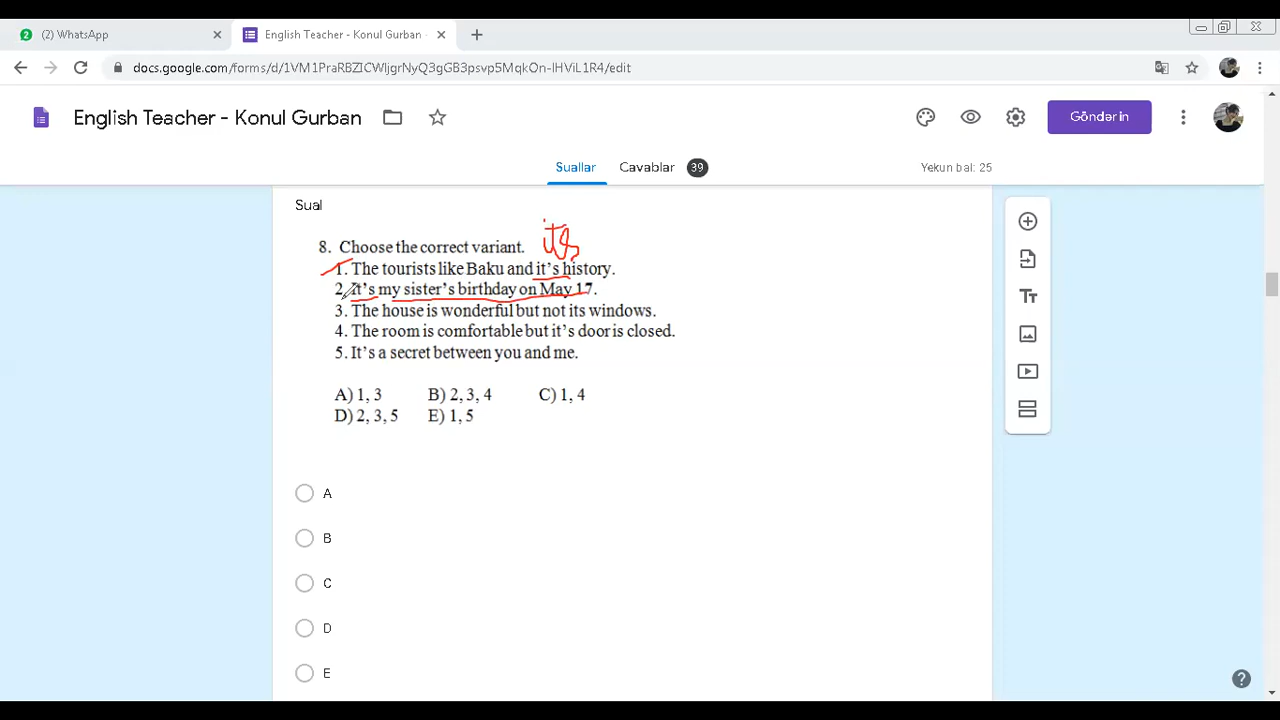 (2) WhatsApp
English Teacher - Konul Gurban -
docs.google.com/forms/d/1VM1PraRBZICWIjgrNyQ3gGB3psvp5MqkQn-IHViL1R4/edit
English Teacher - Konul Gurban
Göndərin
Suallar
Cavablar 39
Yekun bal: 25
Sual
its
8. Choose the correct variant.
1. The tourists like Baku and it's history.
2. It's my sister's birthday on May 17.
3. The house is wonderful but not its windows.
4. The room is comfortable but it's door is closed.
5. It's a secret between you and me.
A) 1, 3 B) 2, 3, 4 C) 1, 4
D) 2, 3, 5 E) 1, 5
A
B
C
D
E